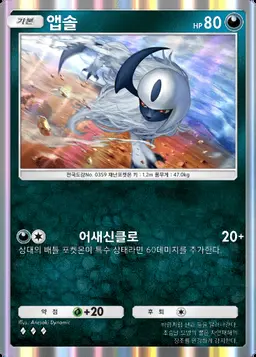 기본 앱솔 HP 80
전국도감No. 0359 재난포켓몬 키 : 1.2m 몸무게 : 47.0kg
어새신클로 20+
상대의 배틀 포켓몬이 특수 상태라면 60데미지를 추가한다.
약점 +20 후퇴
Illus. Anesaki Dynamic